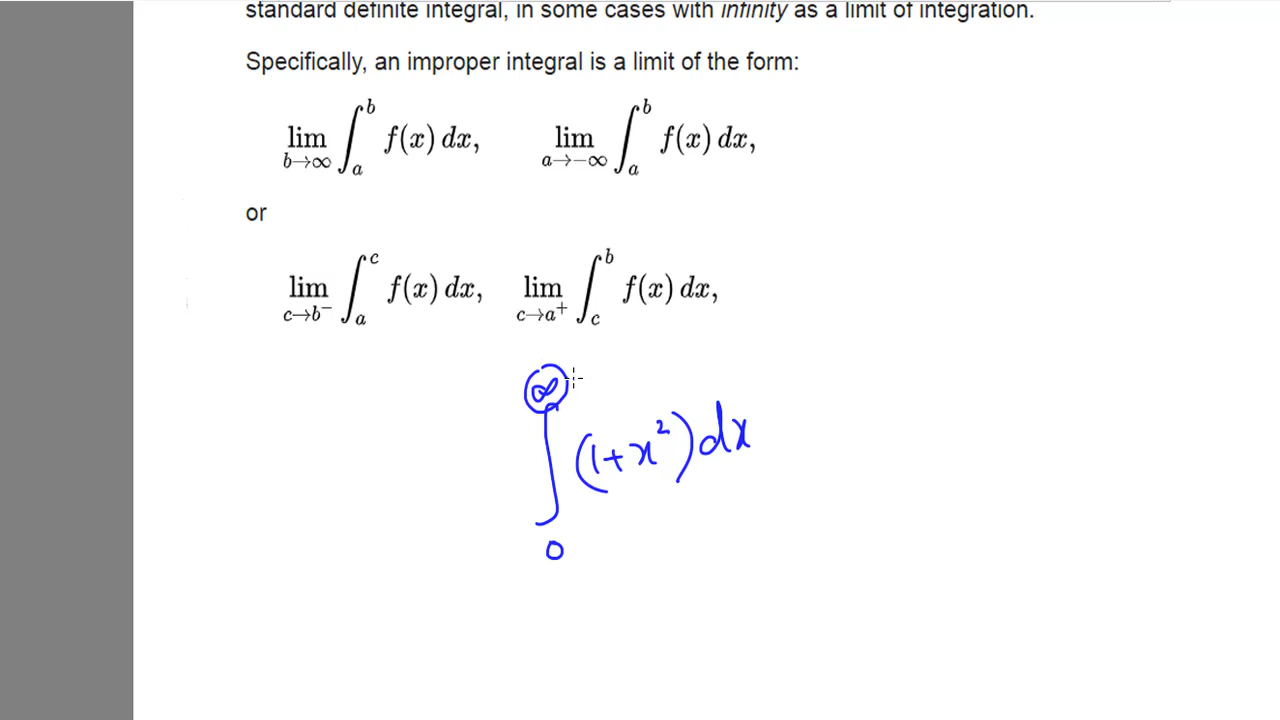 standard definite integral, in some cases with infinity as a limit of integration.
Specifically, an improper integral is a limit of the form:
lim_{b→∞} ∫_a^b f(x) dx,   lim_{a→−∞} ∫_a^b f(x) dx,
or
lim_{c→b⁻} ∫_a^c f(x) dx,   lim_{c→a⁺} ∫_c^b f(x) dx,
∫_0^∞ (1+x²)dx